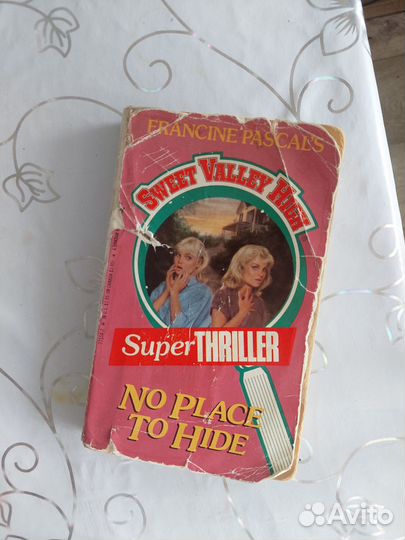 FRANCINE PASCAL'S
SWEET VALLEY HIGH
Super THRILLER
NO PLACE
TO HIDE
Avito